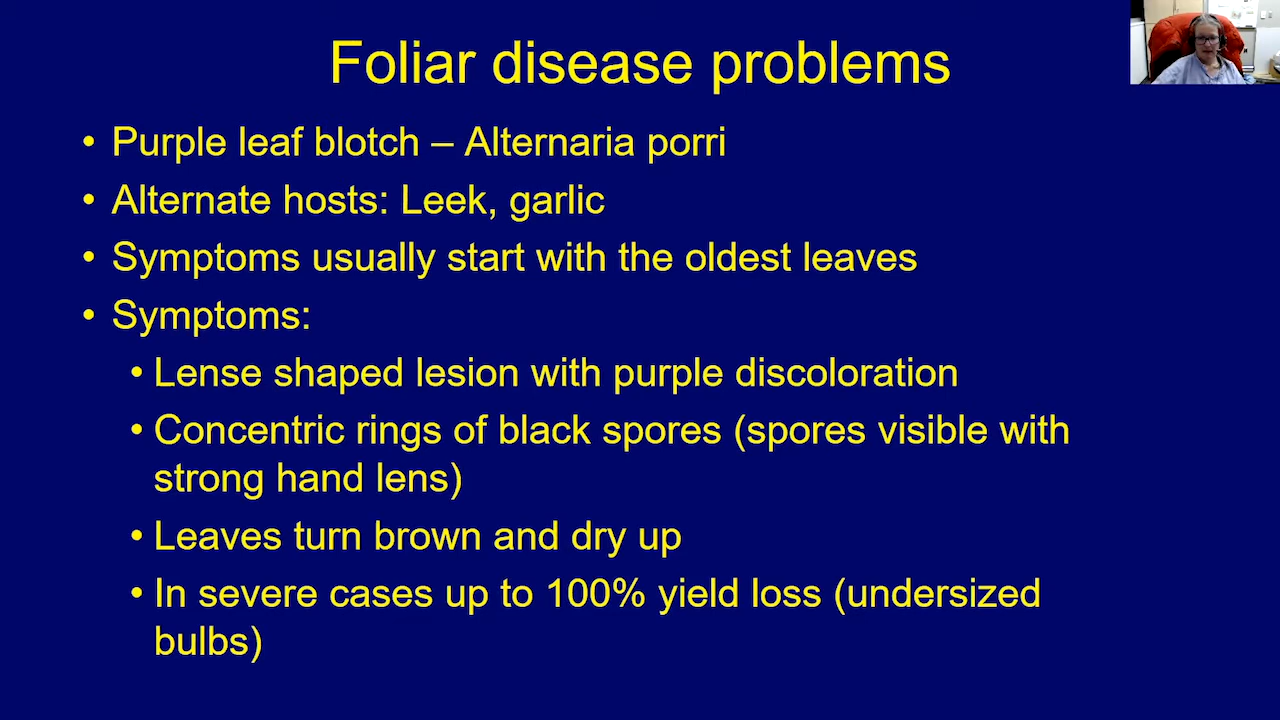 Foliar disease problems
• Purple leaf blotch – Alternaria porri
• Alternate hosts: Leek, garlic
• Symptoms usually start with the oldest leaves
• Symptoms:
• Lense shaped lesion with purple discoloration
• Concentric rings of black spores (spores visible with
strong hand lens)
• Leaves turn brown and dry up
• In severe cases up to 100% yield loss (undersized
bulbs)